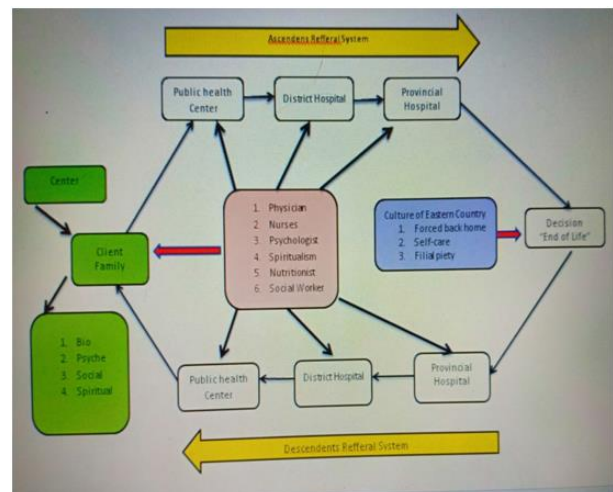 Ascendens Refferal System
Public health
Center
District Hospital
Provincial
Hospital
Center
Client
Family
1. Physician
2. Nurses
3. Psychologist
4. Spiritualism
5. Nutritionist
6. Social Worker
Culture of Eastern Country
1. Forced back home
2. Self-care
3. Filial piety
Decision
"End of Life"
1. Bio
2. Psyche
3. Social
4. Spiritual
Public health
Center
District Hospital
Provincial
Hospital
Descendents Refferal System